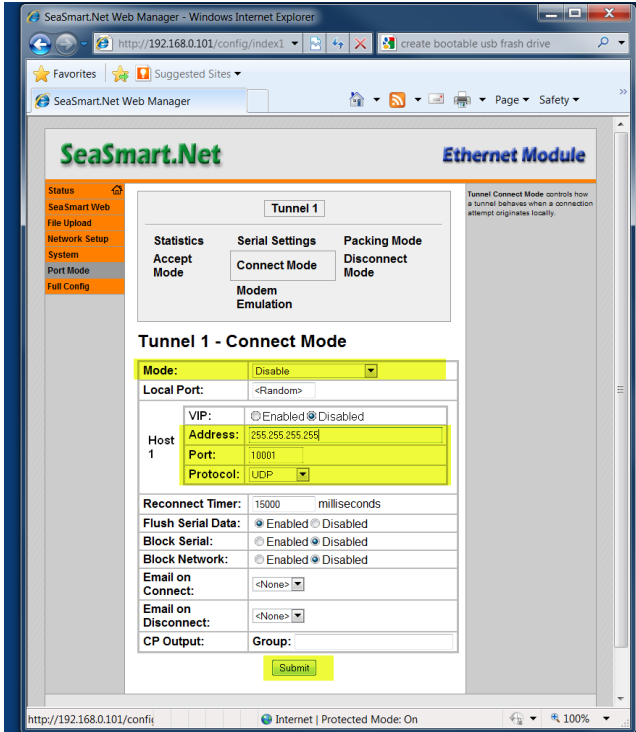 SeaSmart.Net Web Manager - Windows Internet Explorer
http://192.168.0.101/config/index1
create bootable usb frash drive
Favorites
Suggested Sites
SeaSmart.Net Web Manager
Page
Safety
»
SeaSmart.Net
Ethernet Module
Status
SeaSmart Web
File Upload
Network Setup
System
Port Mode
Full Config
Tunnel 1
Statistics
Serial Settings
Packing Mode
Accept Mode
Connect Mode
Disconnect Mode
Modem Emulation
Tunnel Connect Mode controls how
a tunnel behaves when a connection
attempt originates locally.
Tunnel 1 - Connect Mode
Mode: Disable
Local Port: <Random>
Host 1
VIP: Enabled Disabled
Address: 255.255.255.255
Port: 10001
Protocol: UDP
Reconnect Timer: 15000 milliseconds
Flush Serial Data: Enabled Disabled
Block Serial: Enabled Disabled
Block Network: Enabled Disabled
Email on Connect: <None>
Email on Disconnect: <None>
CP Output: Group:
Submit
http://192.168.0.101/config
Internet | Protected Mode: On
100%